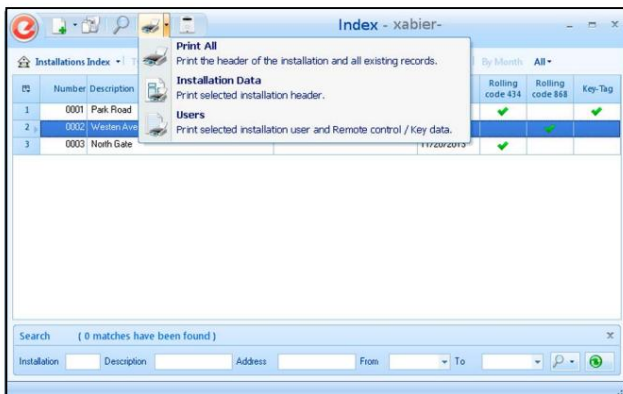 Index - xabier-
Print All
Print the header of the installation and all existing records.
Installation Data
Print selected installation header.
Users
Print selected installation user and Remote control / Key data.
Installations Index
By Month All
Number Description Rolling code 434 Rolling code 868 Key-Tag
1 0001 Park Road
2 0002 Westen Ave
3 0003 North Gate 11/20/2013
Search ( 0 matches have been found )
Installation Description Address From To